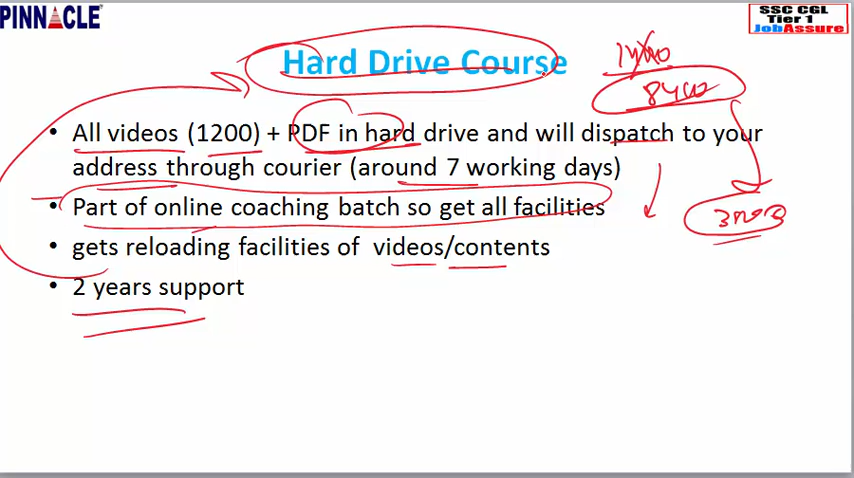 PINNACLE
SSC CGL
Tier 1
JobAssure
Hard Drive Course
8400
• All videos (1200) + PDF in hard drive and will dispatch to your
address through courier (around 7 working days)
• Part of online coaching batch so get all facilities
• gets reloading facilities of videos/contents
• 2 years support